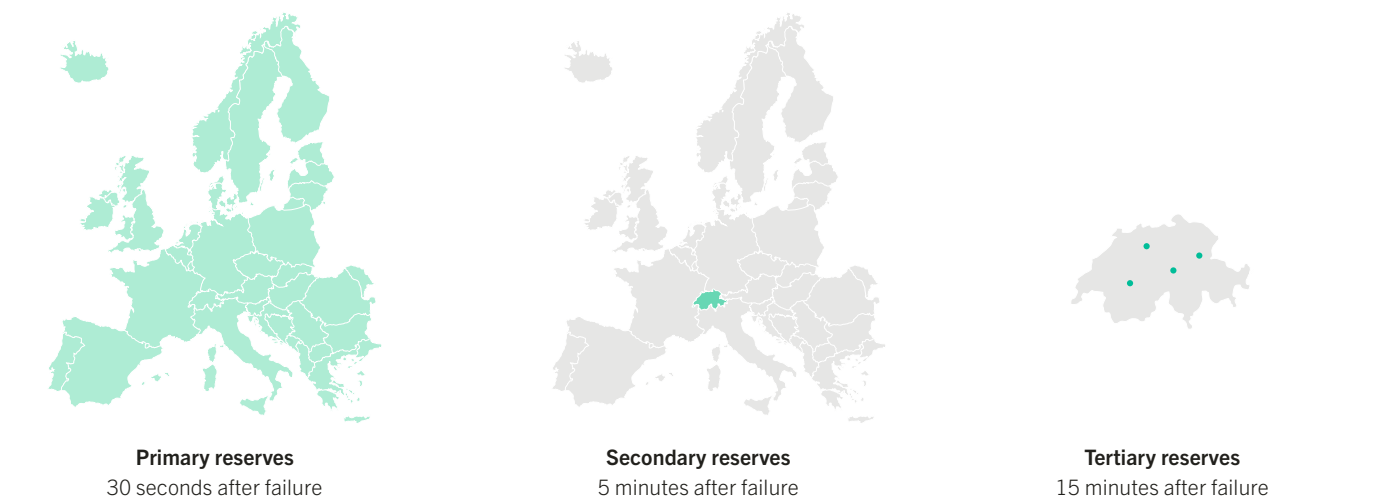 Primary reserves
30 seconds after failure
Secondary reserves
5 minutes after failure
Tertiary reserves
15 minutes after failure